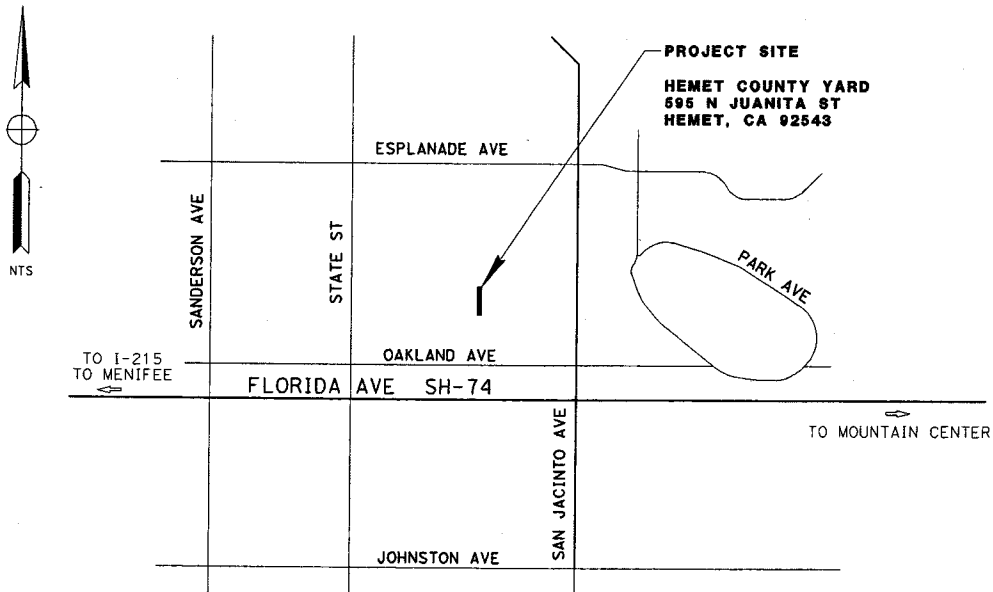 PROJECT SITE
HEMET COUNTY YARD
595 N JUANITA ST
HEMET, CA 92543
ESPLANADE AVE
SANDERSON AVE
STATE ST
NTS
PARK AVE
OAKLAND AVE
TO I-215
TO MENIFEE
FLORIDA AVE SH-74
TO MOUNTAIN CENTER
SAN JACINTO AVE
JOHNSTON AVE